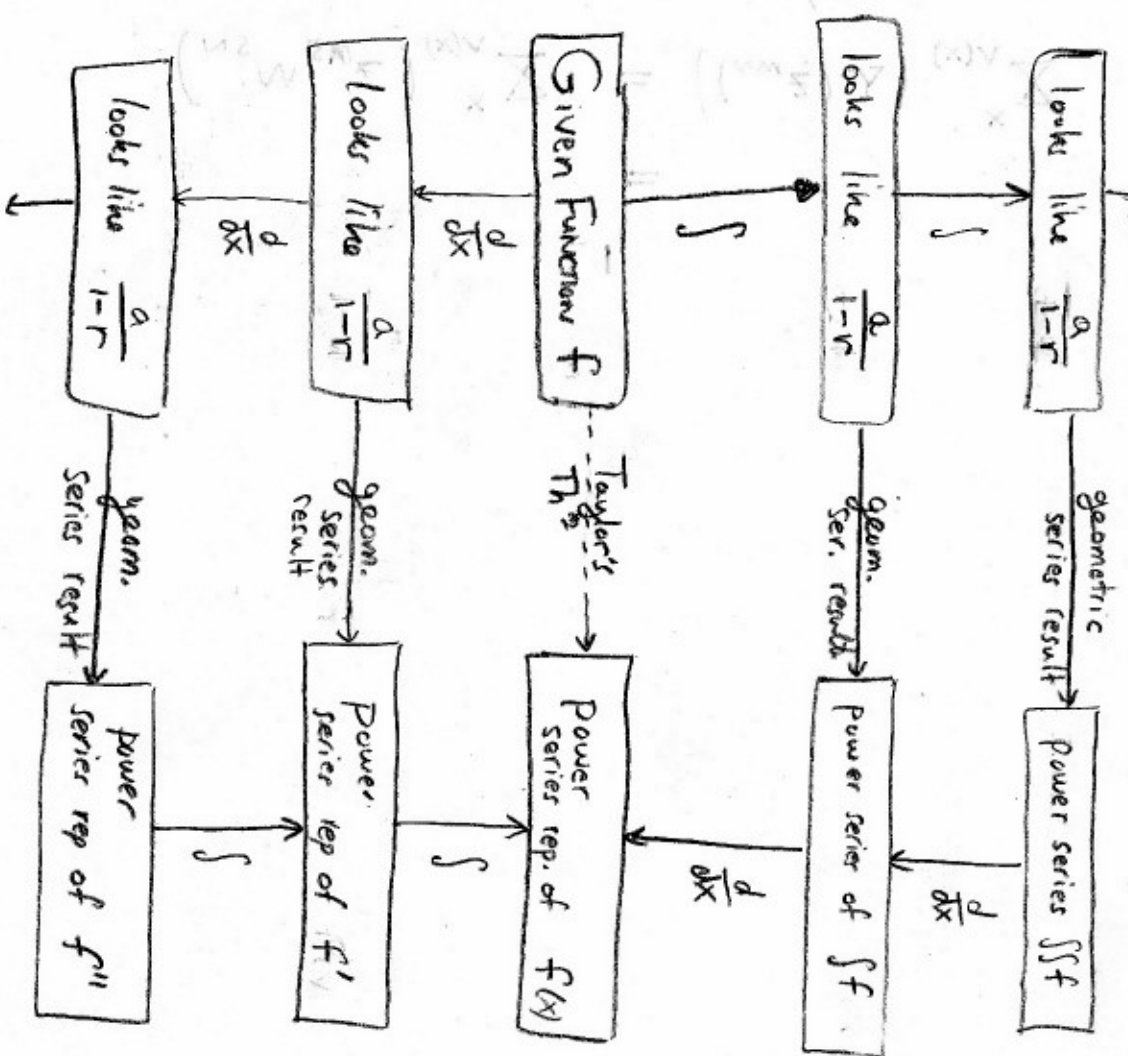 looks like a/1-r
geometric
series result
power series ∫∫f
∫
d/dx
looks like a/1-r
geom.
ser. result
power series of ∫f
∫
d/dx
Given Function f
Taylor's
Thm
power
series rep. of f(x)
d/dx
∫
looks like a/1-r
geom.
series
result
power
series rep of f'
d/dx
∫
looks like a/1-r
geom.
series result
power
series rep of f"